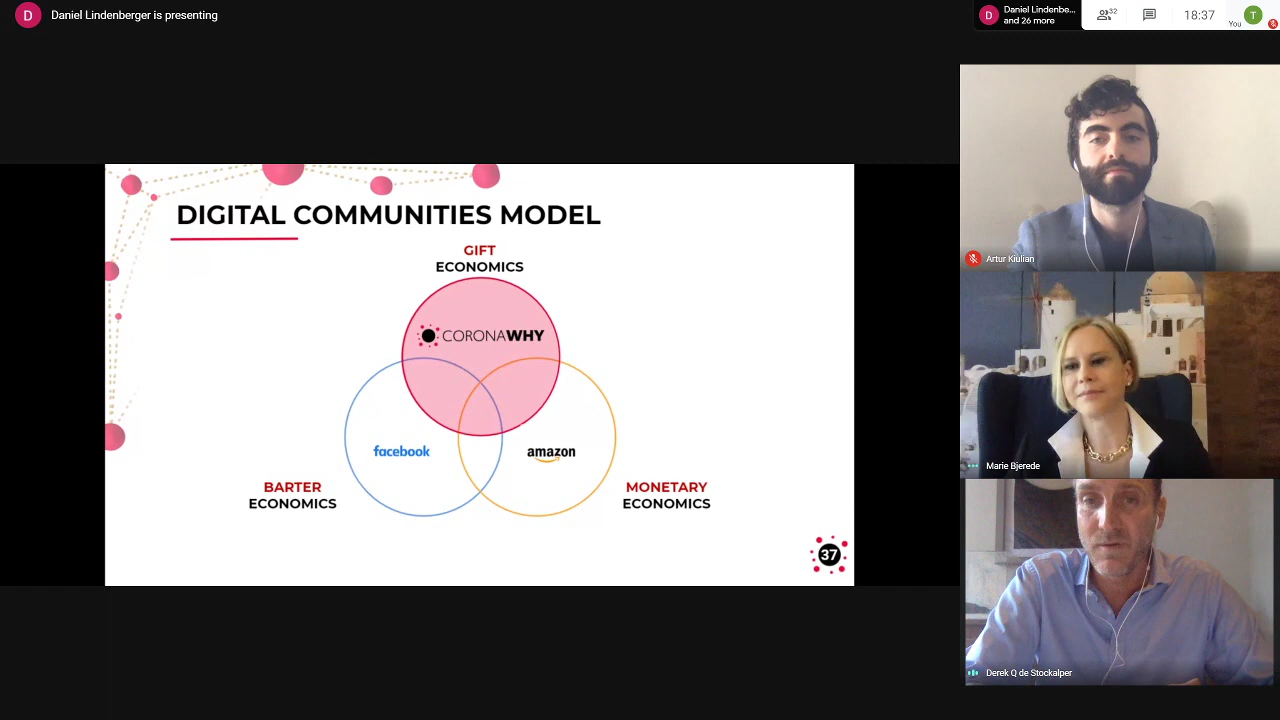 D Daniel Lindenberger is presenting
D Daniel Lindenbe...
and 26 more
32
18:37
You
T
DIGITAL COMMUNITIES MODEL
GIFT
ECONOMICS
CORONAWHY
facebook
amazon
BARTER
ECONOMICS
MONETARY
ECONOMICS
37
Artur Kiulian
Marie Bjerede
Derek Q de Stockalper